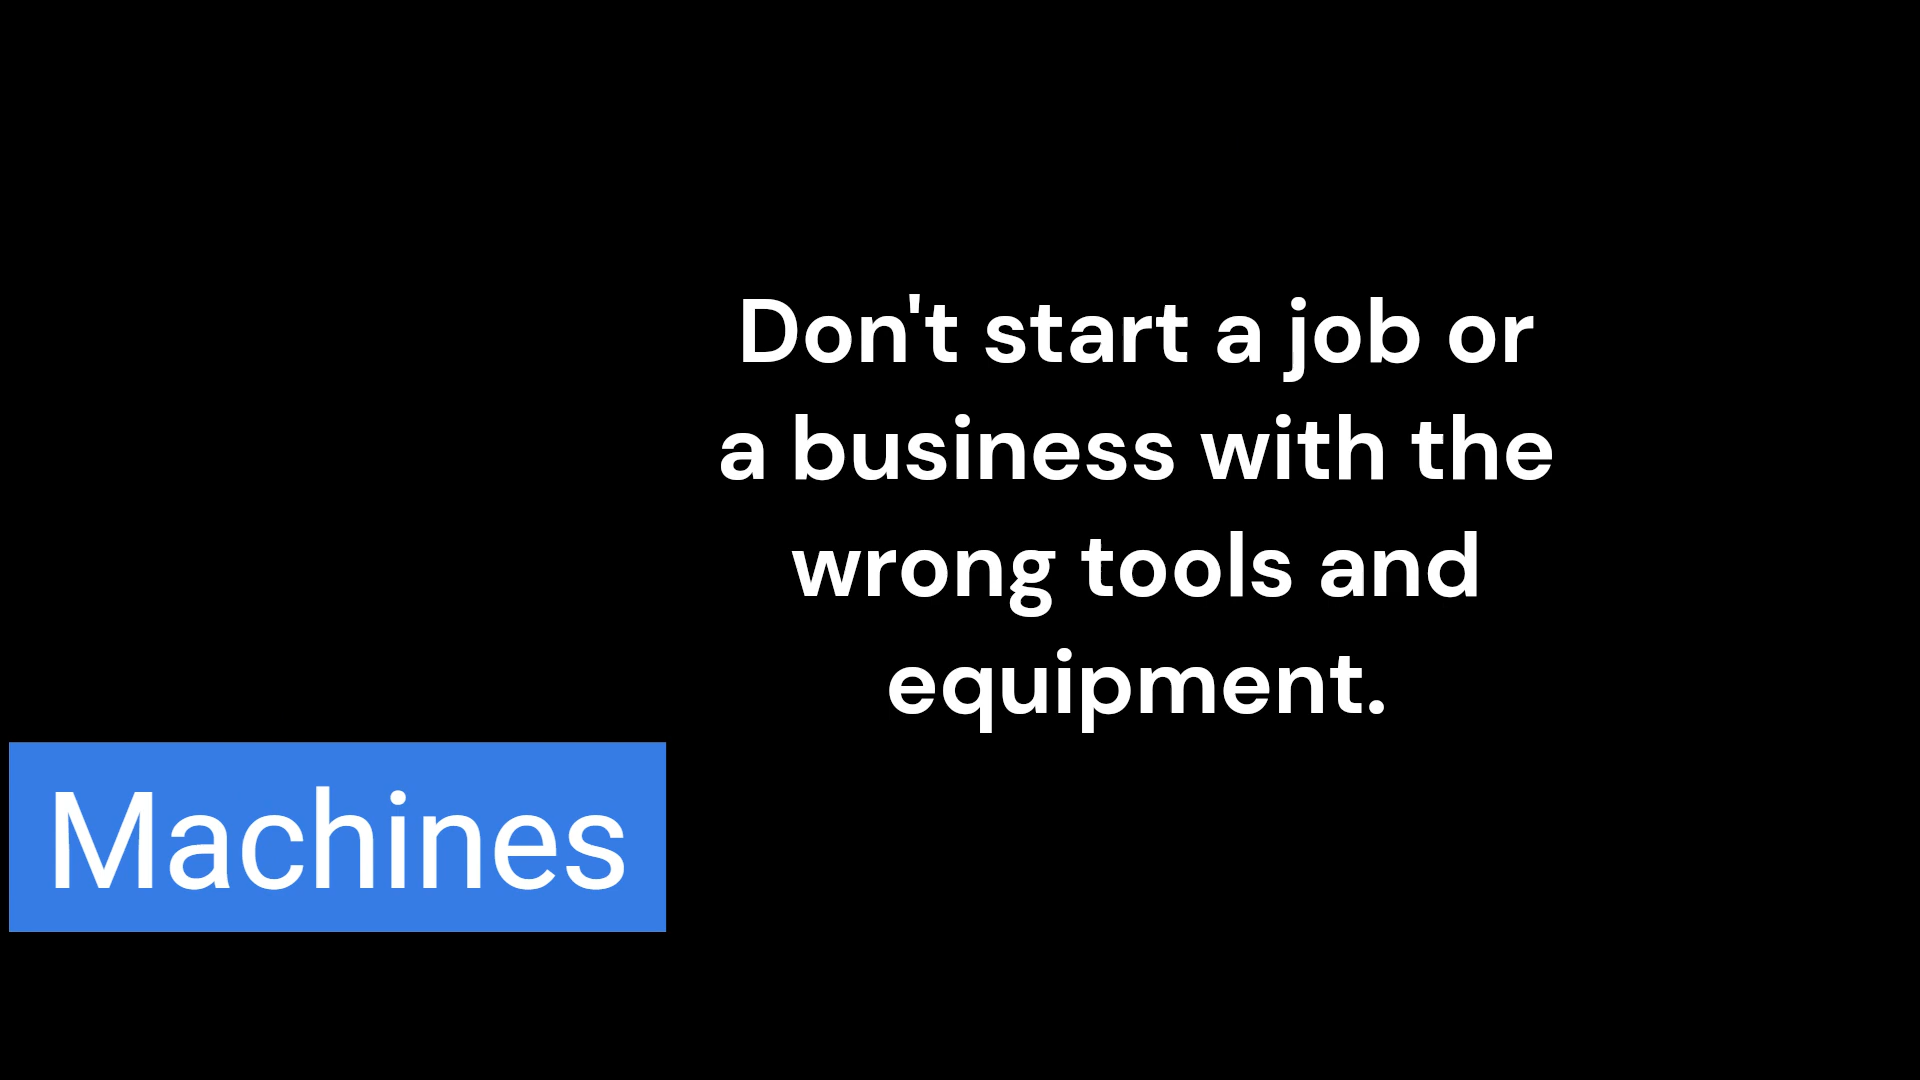 Don't start a job or
a business with the
wrong tools and
equipment.
Machines